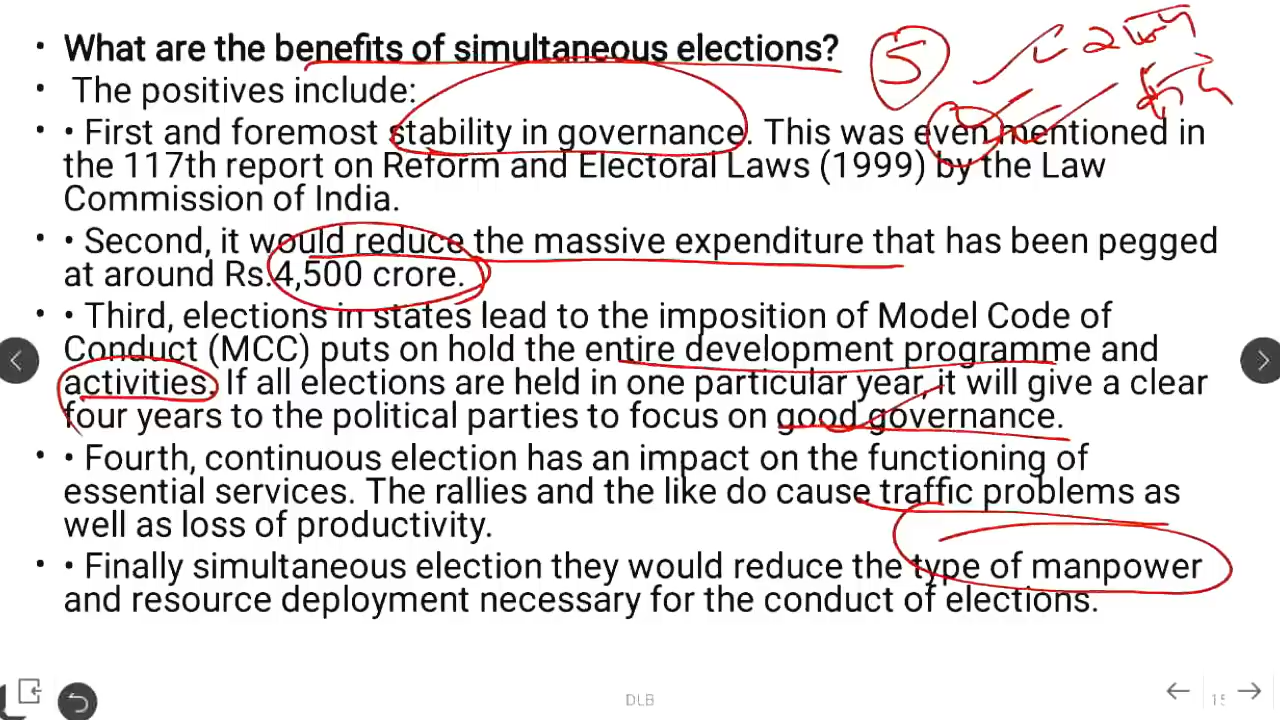 • What are the benefits of simultaneous elections?
• The positives include:
• • First and foremost stability in governance. This was even mentioned in
the 117th report on Reform and Electoral Laws (1999) by the Law
Commission of India.
• • Second, it would reduce the massive expenditure that has been pegged
at around Rs.4,500 crore.
• • Third, elections in states lead to the imposition of Model Code of
Conduct (MCC) puts on hold the entire development programme and
activities. If all elections are held in one particular year, it will give a clear
four years to the political parties to focus on good governance.
• • Fourth, continuous election has an impact on the functioning of
essential services. The rallies and the like do cause traffic problems as
well as loss of productivity.
• • Finally simultaneous election they would reduce the type of manpower
and resource deployment necessary for the conduct of elections.
5
DLB
15